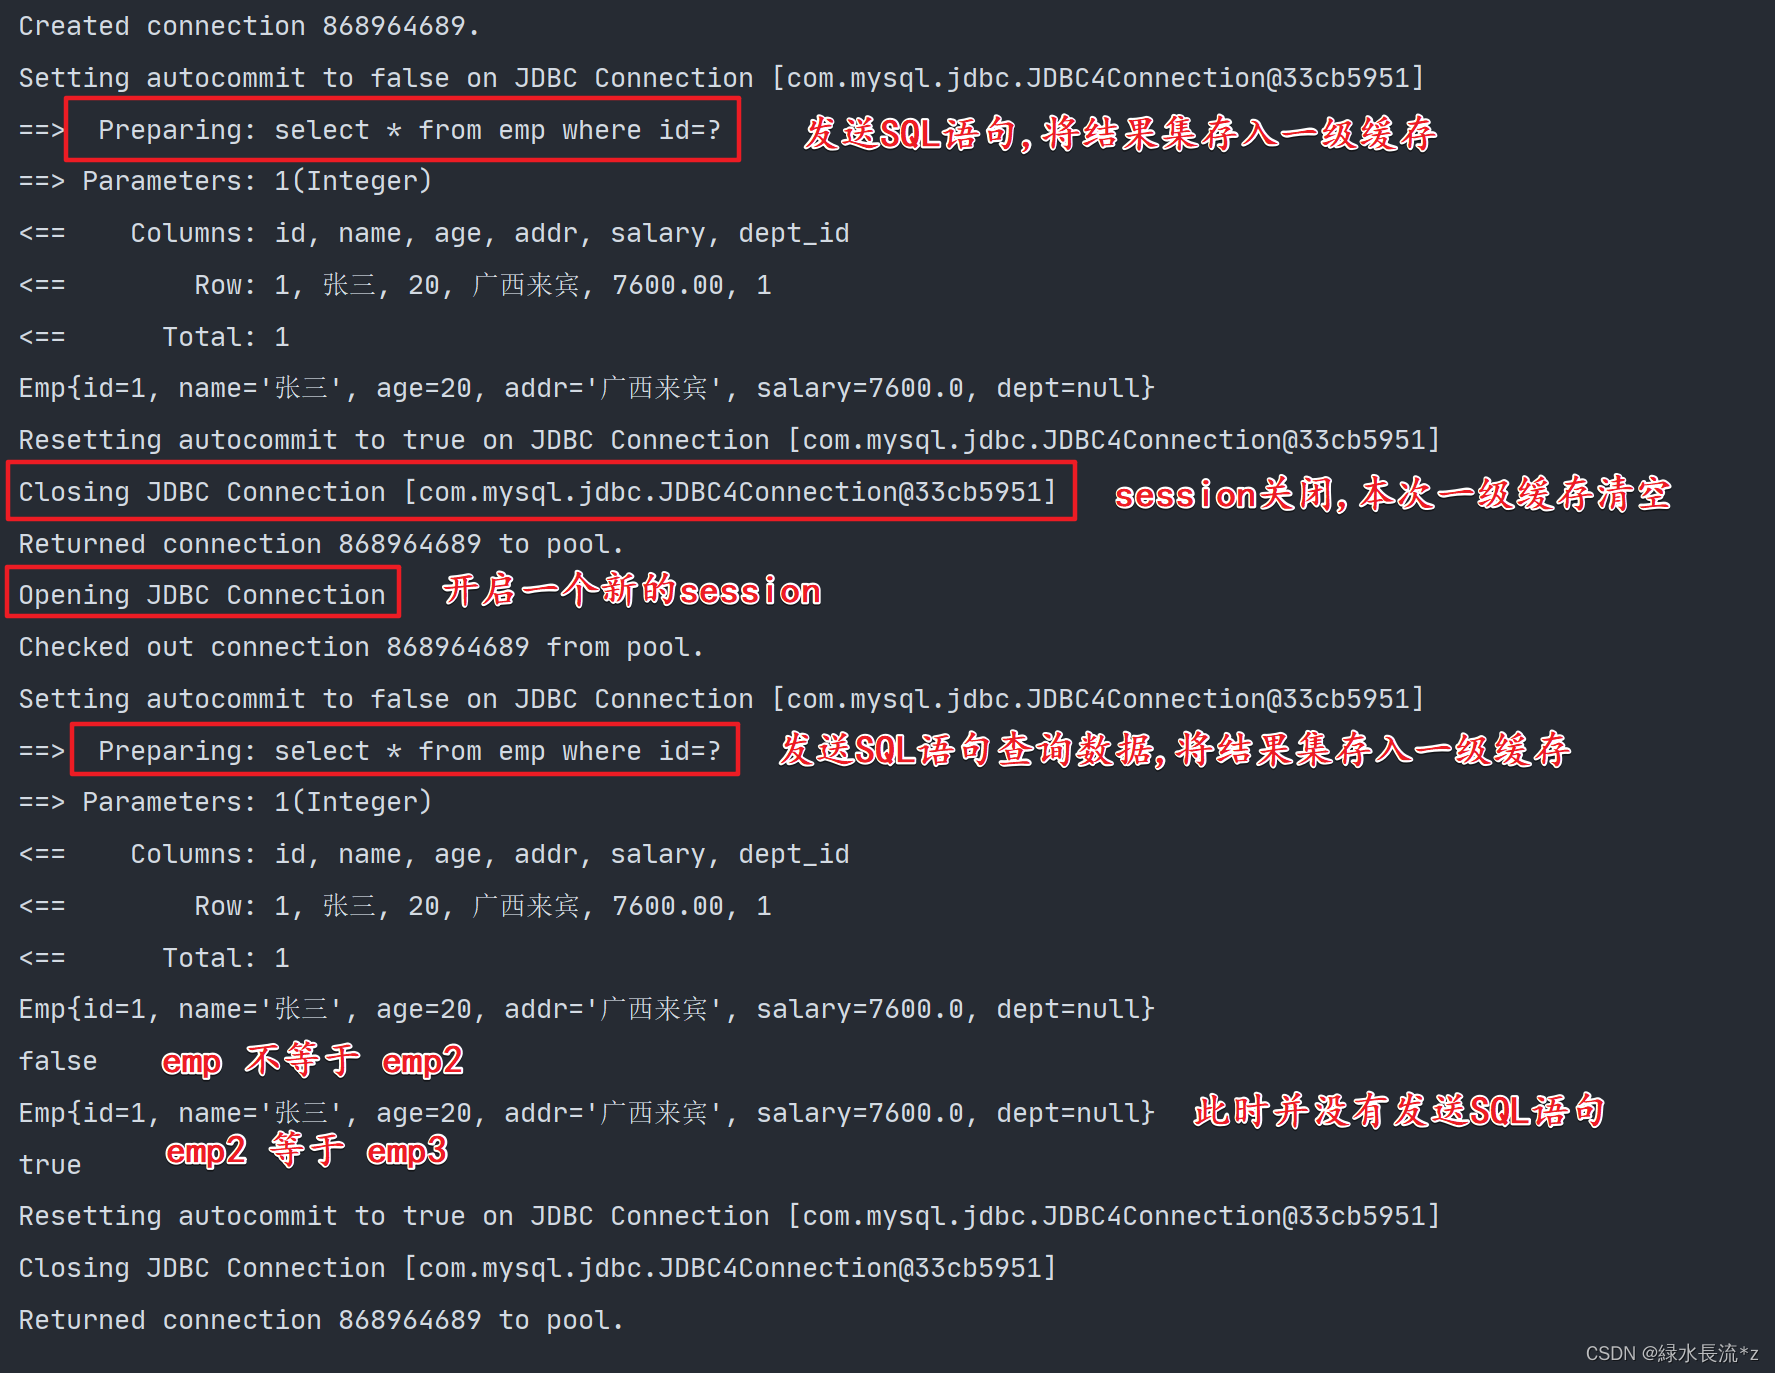 Created connection 868964689.
Setting autocommit to false on JDBC Connection [com.mysql.jdbc.JDBC4Connection@33cb5951]
==>  Preparing: select * from emp where id=? 发送SQL语句,将结果集存入一级缓存
==> Parameters: 1(Integer)
<==    Columns: id, name, age, addr, salary, dept_id
<==        Row: 1, 张三, 20, 广西来宾, 7600.00, 1
<==      Total: 1
Emp{id=1, name='张三', age=20, addr='广西来宾', salary=7600.0, dept=null}
Resetting autocommit to true on JDBC Connection [com.mysql.jdbc.JDBC4Connection@33cb5951]
Closing JDBC Connection [com.mysql.jdbc.JDBC4Connection@33cb5951] session关闭,本次一级缓存清空
Returned connection 868964689 to pool.
Opening JDBC Connection 开启一个新的session
Checked out connection 868964689 from pool.
Setting autocommit to false on JDBC Connection [com.mysql.jdbc.JDBC4Connection@33cb5951]
==>  Preparing: select * from emp where id=? 发送SQL语句查询数据,将结果集存入一级缓存
==> Parameters: 1(Integer)
<==    Columns: id, name, age, addr, salary, dept_id
<==        Row: 1, 张三, 20, 广西来宾, 7600.00, 1
<==      Total: 1
Emp{id=1, name='张三', age=20, addr='广西来宾', salary=7600.0, dept=null}
false emp 不等于 emp2
Emp{id=1, name='张三', age=20, addr='广西来宾', salary=7600.0, dept=null} 此时并没有发送SQL语句
true emp2 等于 emp3
Resetting autocommit to true on JDBC Connection [com.mysql.jdbc.JDBC4Connection@33cb5951]
Closing JDBC Connection [com.mysql.jdbc.JDBC4Connection@33cb5951]
Returned connection 868964689 to pool.
CSDN @緑水長流*z